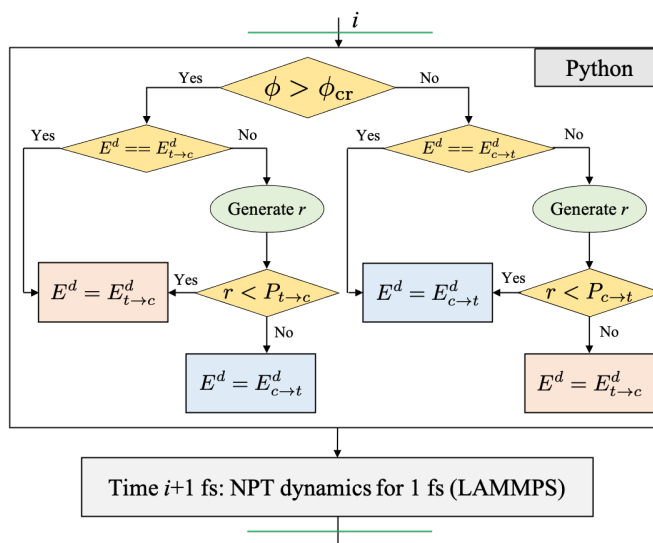 i
Python
ϕ > ϕ_cr
Yes
No
Yes
E^d == E^d_{t→c}
No
Yes
E^d == E^d_{c→t}
No
Generate r
Generate r
E^d = E^d_{t→c}
Yes
r < P_{t→c}
E^d = E^d_{c→t}
Yes
r < P_{c→t}
No
No
E^d = E^d_{c→t}
E^d = E^d_{t→c}
Time i+1 fs: NPT dynamics for 1 fs (LAMMPS)